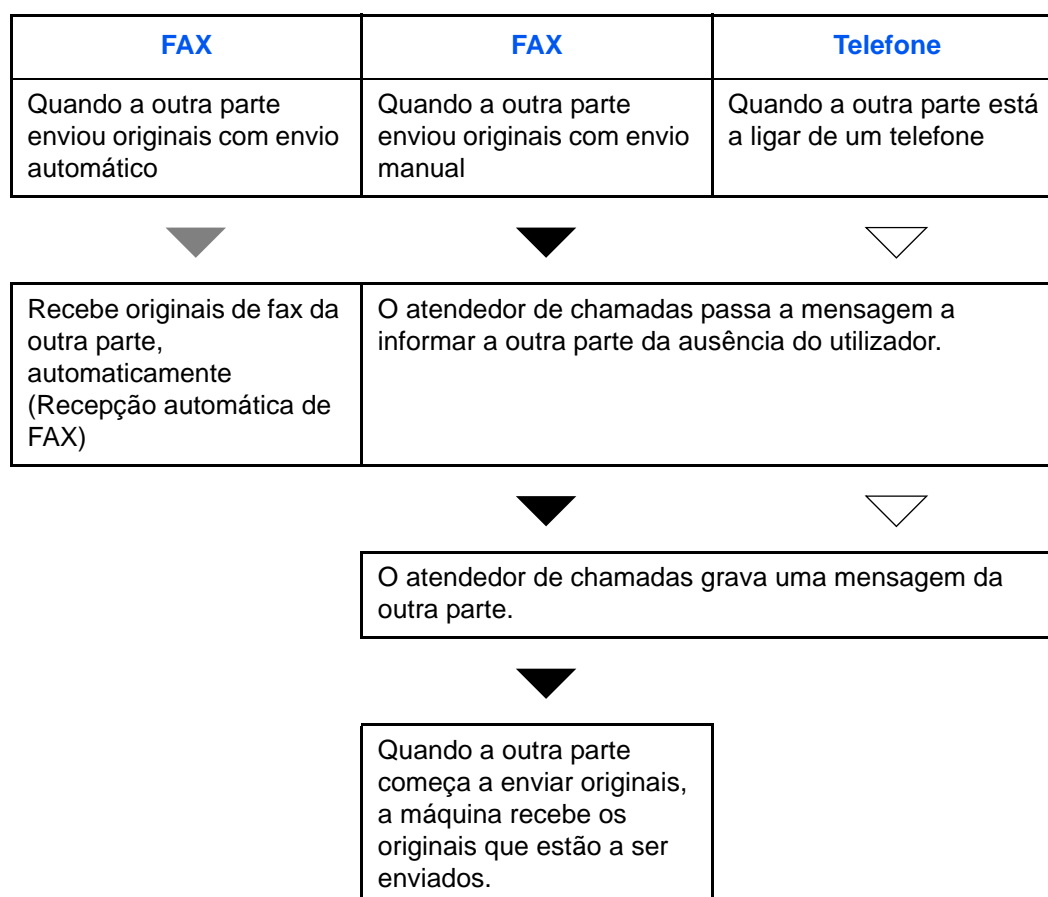 FAX
FAX
Telefone
Quando a outra parte
enviou originais com envio
automático
Quando a outra parte
enviou originais com envio
manual
Quando a outra parte está
a ligar de um telefone
Recebe originais de fax da
outra parte,
automaticamente
(Recepção automática de
FAX)
O atendedor de chamadas passa a mensagem a
informar a outra parte da ausência do utilizador.
O atendedor de chamadas grava uma mensagem da
outra parte.
Quando a outra parte
começa a enviar originais,
a máquina recebe os
originais que estão a ser
enviados.